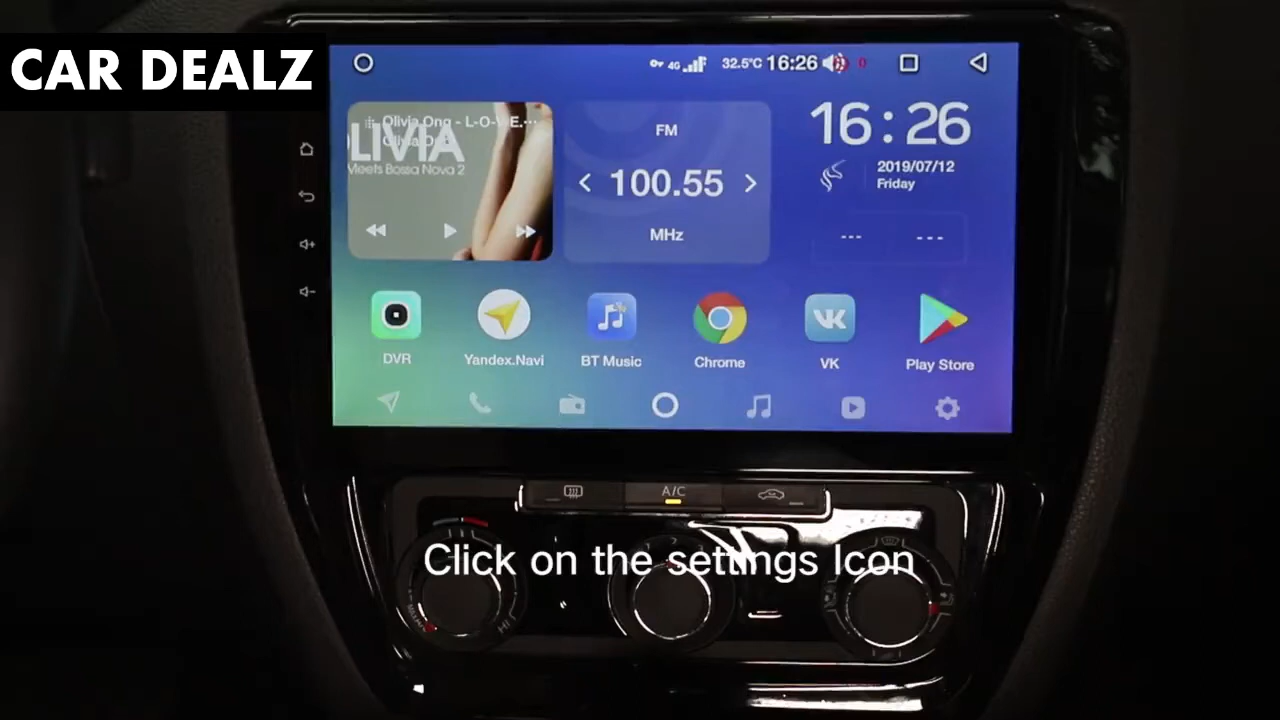 CAR DEALZ
4G
32.5°C
16:26
0
Olivia Ong - L-O-V-E....
LIVIA
Meets Bossa Nova 2
FM
100.55
MHz
16:26
2019/07/12
Friday
---
---
DVR
Yandex.Navi
BT Music
Chrome
VK
Play Store
A/C
Click on the settings Icon
HI